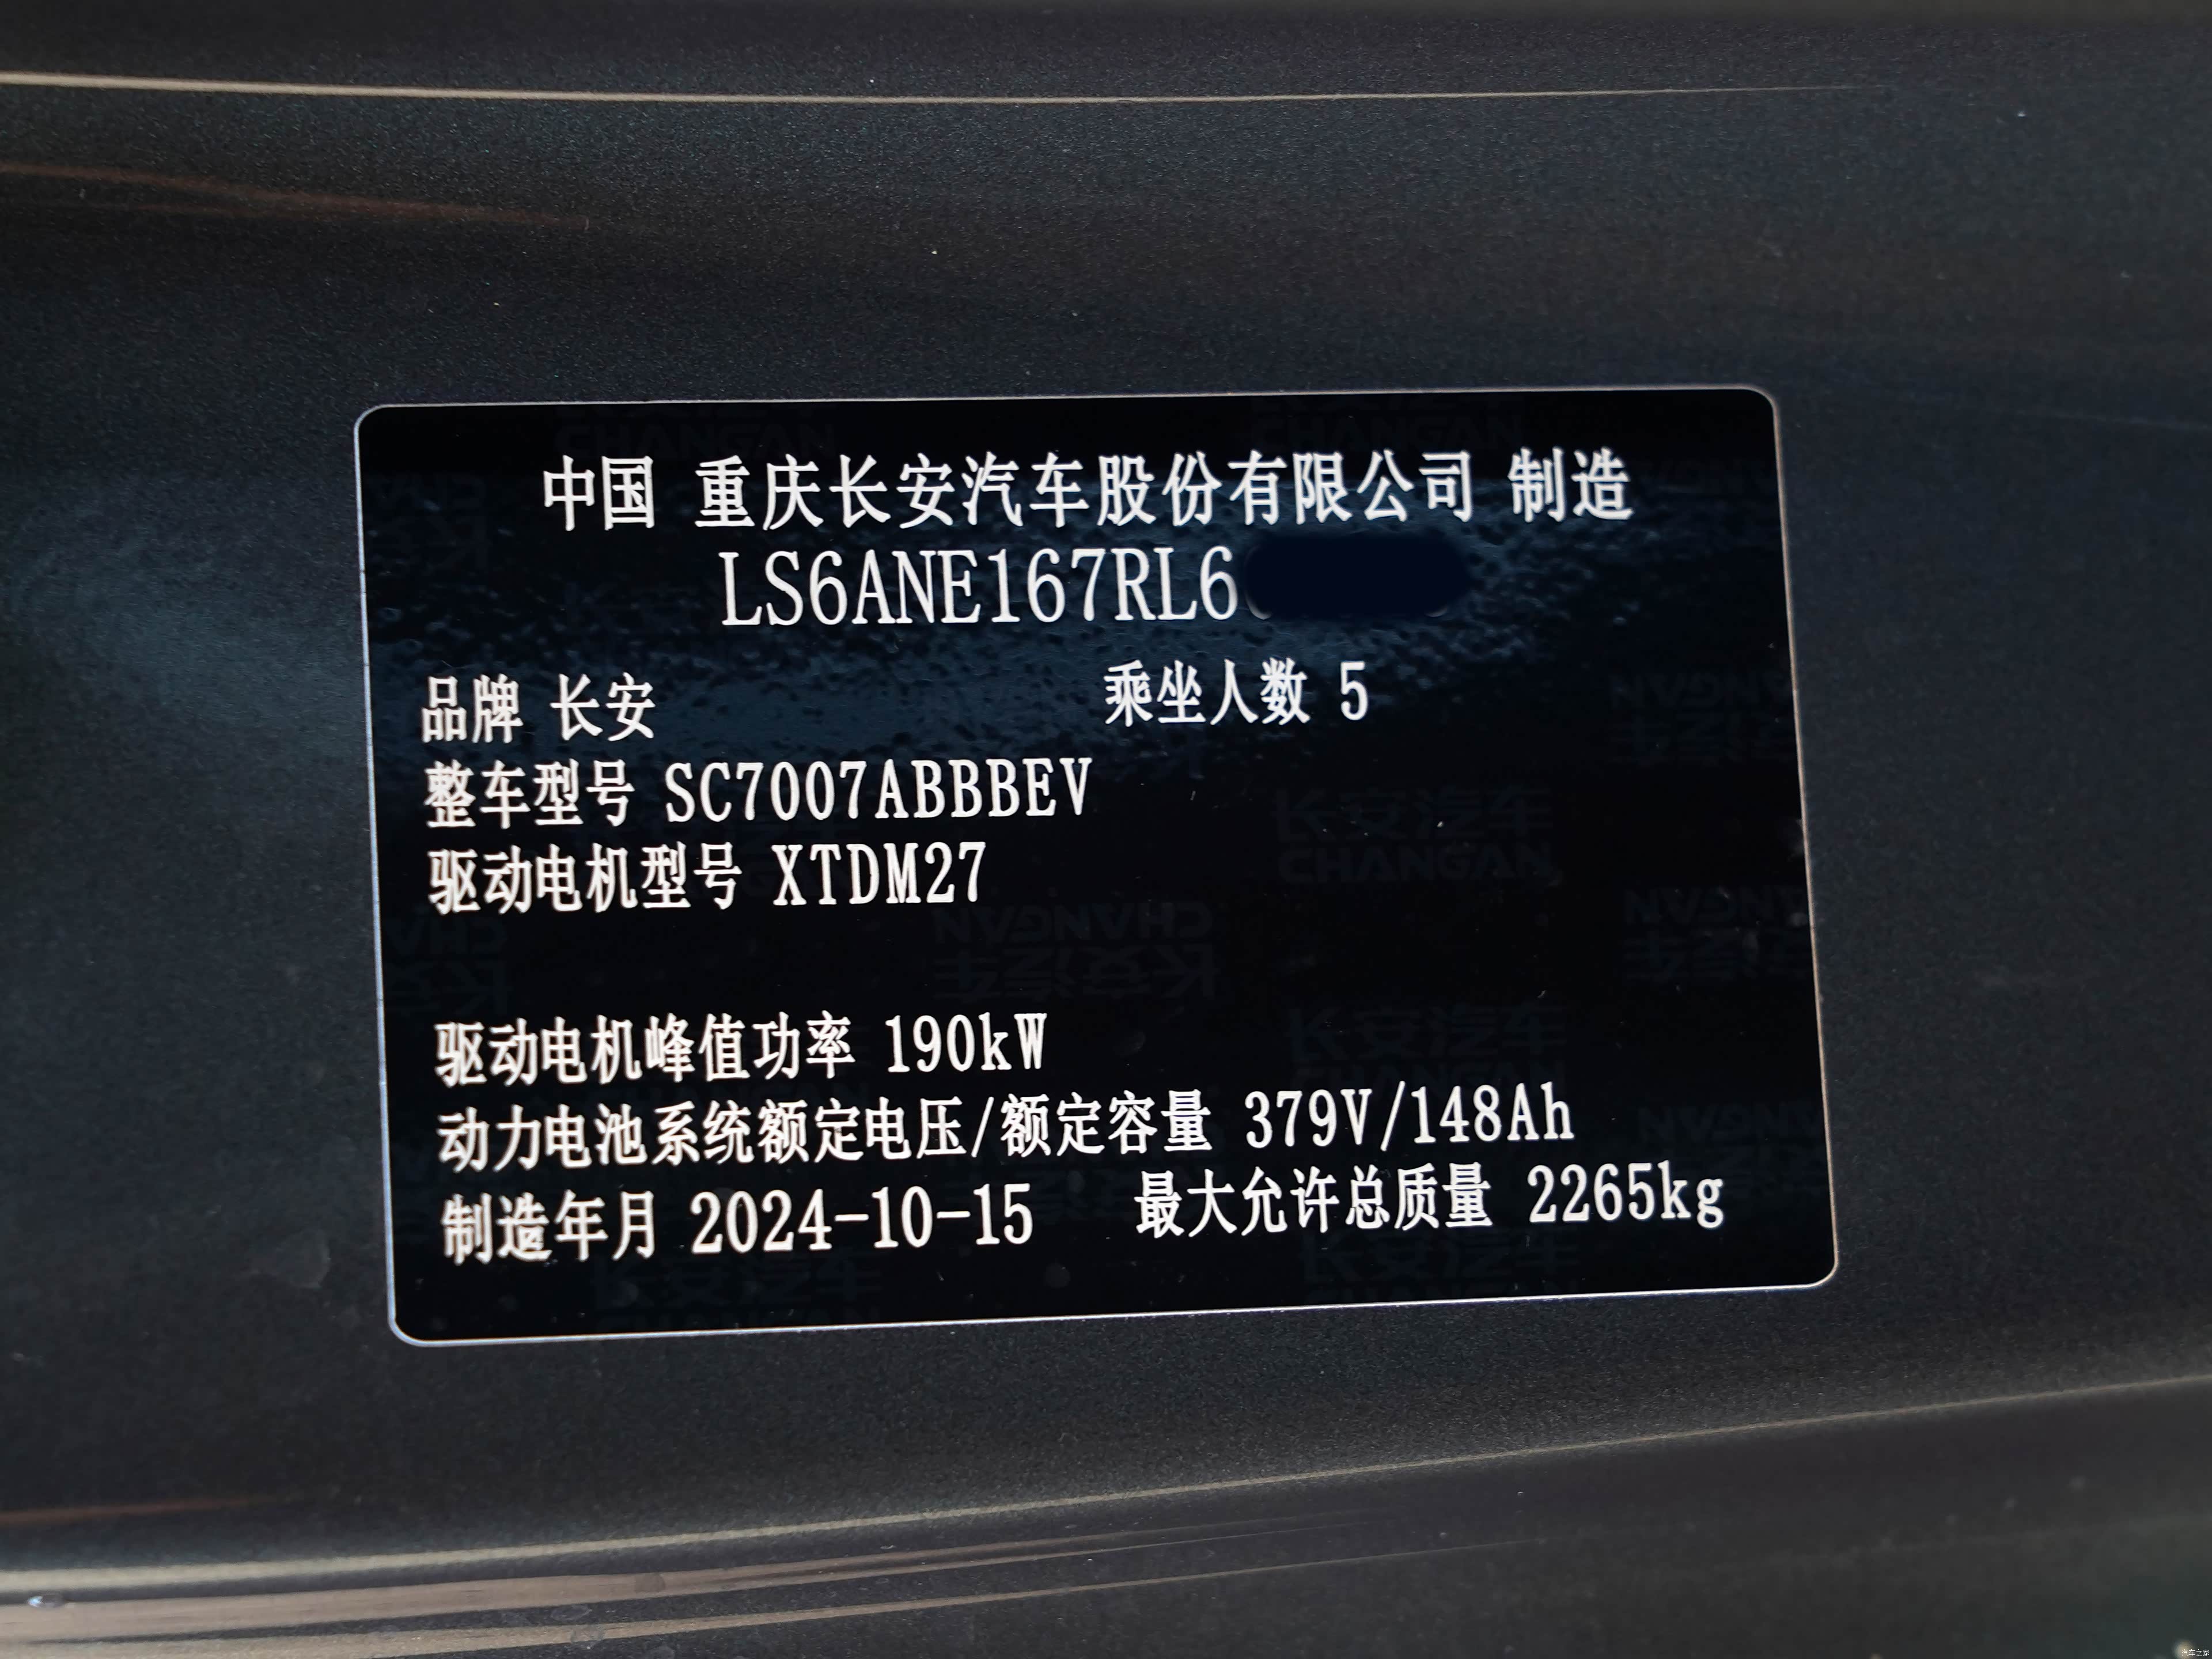 中国 重庆长安汽车股份有限公司 制造
LS6ANE167RL6
品牌 长安 乘坐人数 5
整车型号 SC7007ABBBEV
驱动电机型号 XTDM27
驱动电机峰值功率 190kW
动力电池系统额定电压/额定容量 379V/148Ah
制造年月 2024-10-15 最大允许总质量 2265kg
汽车之家